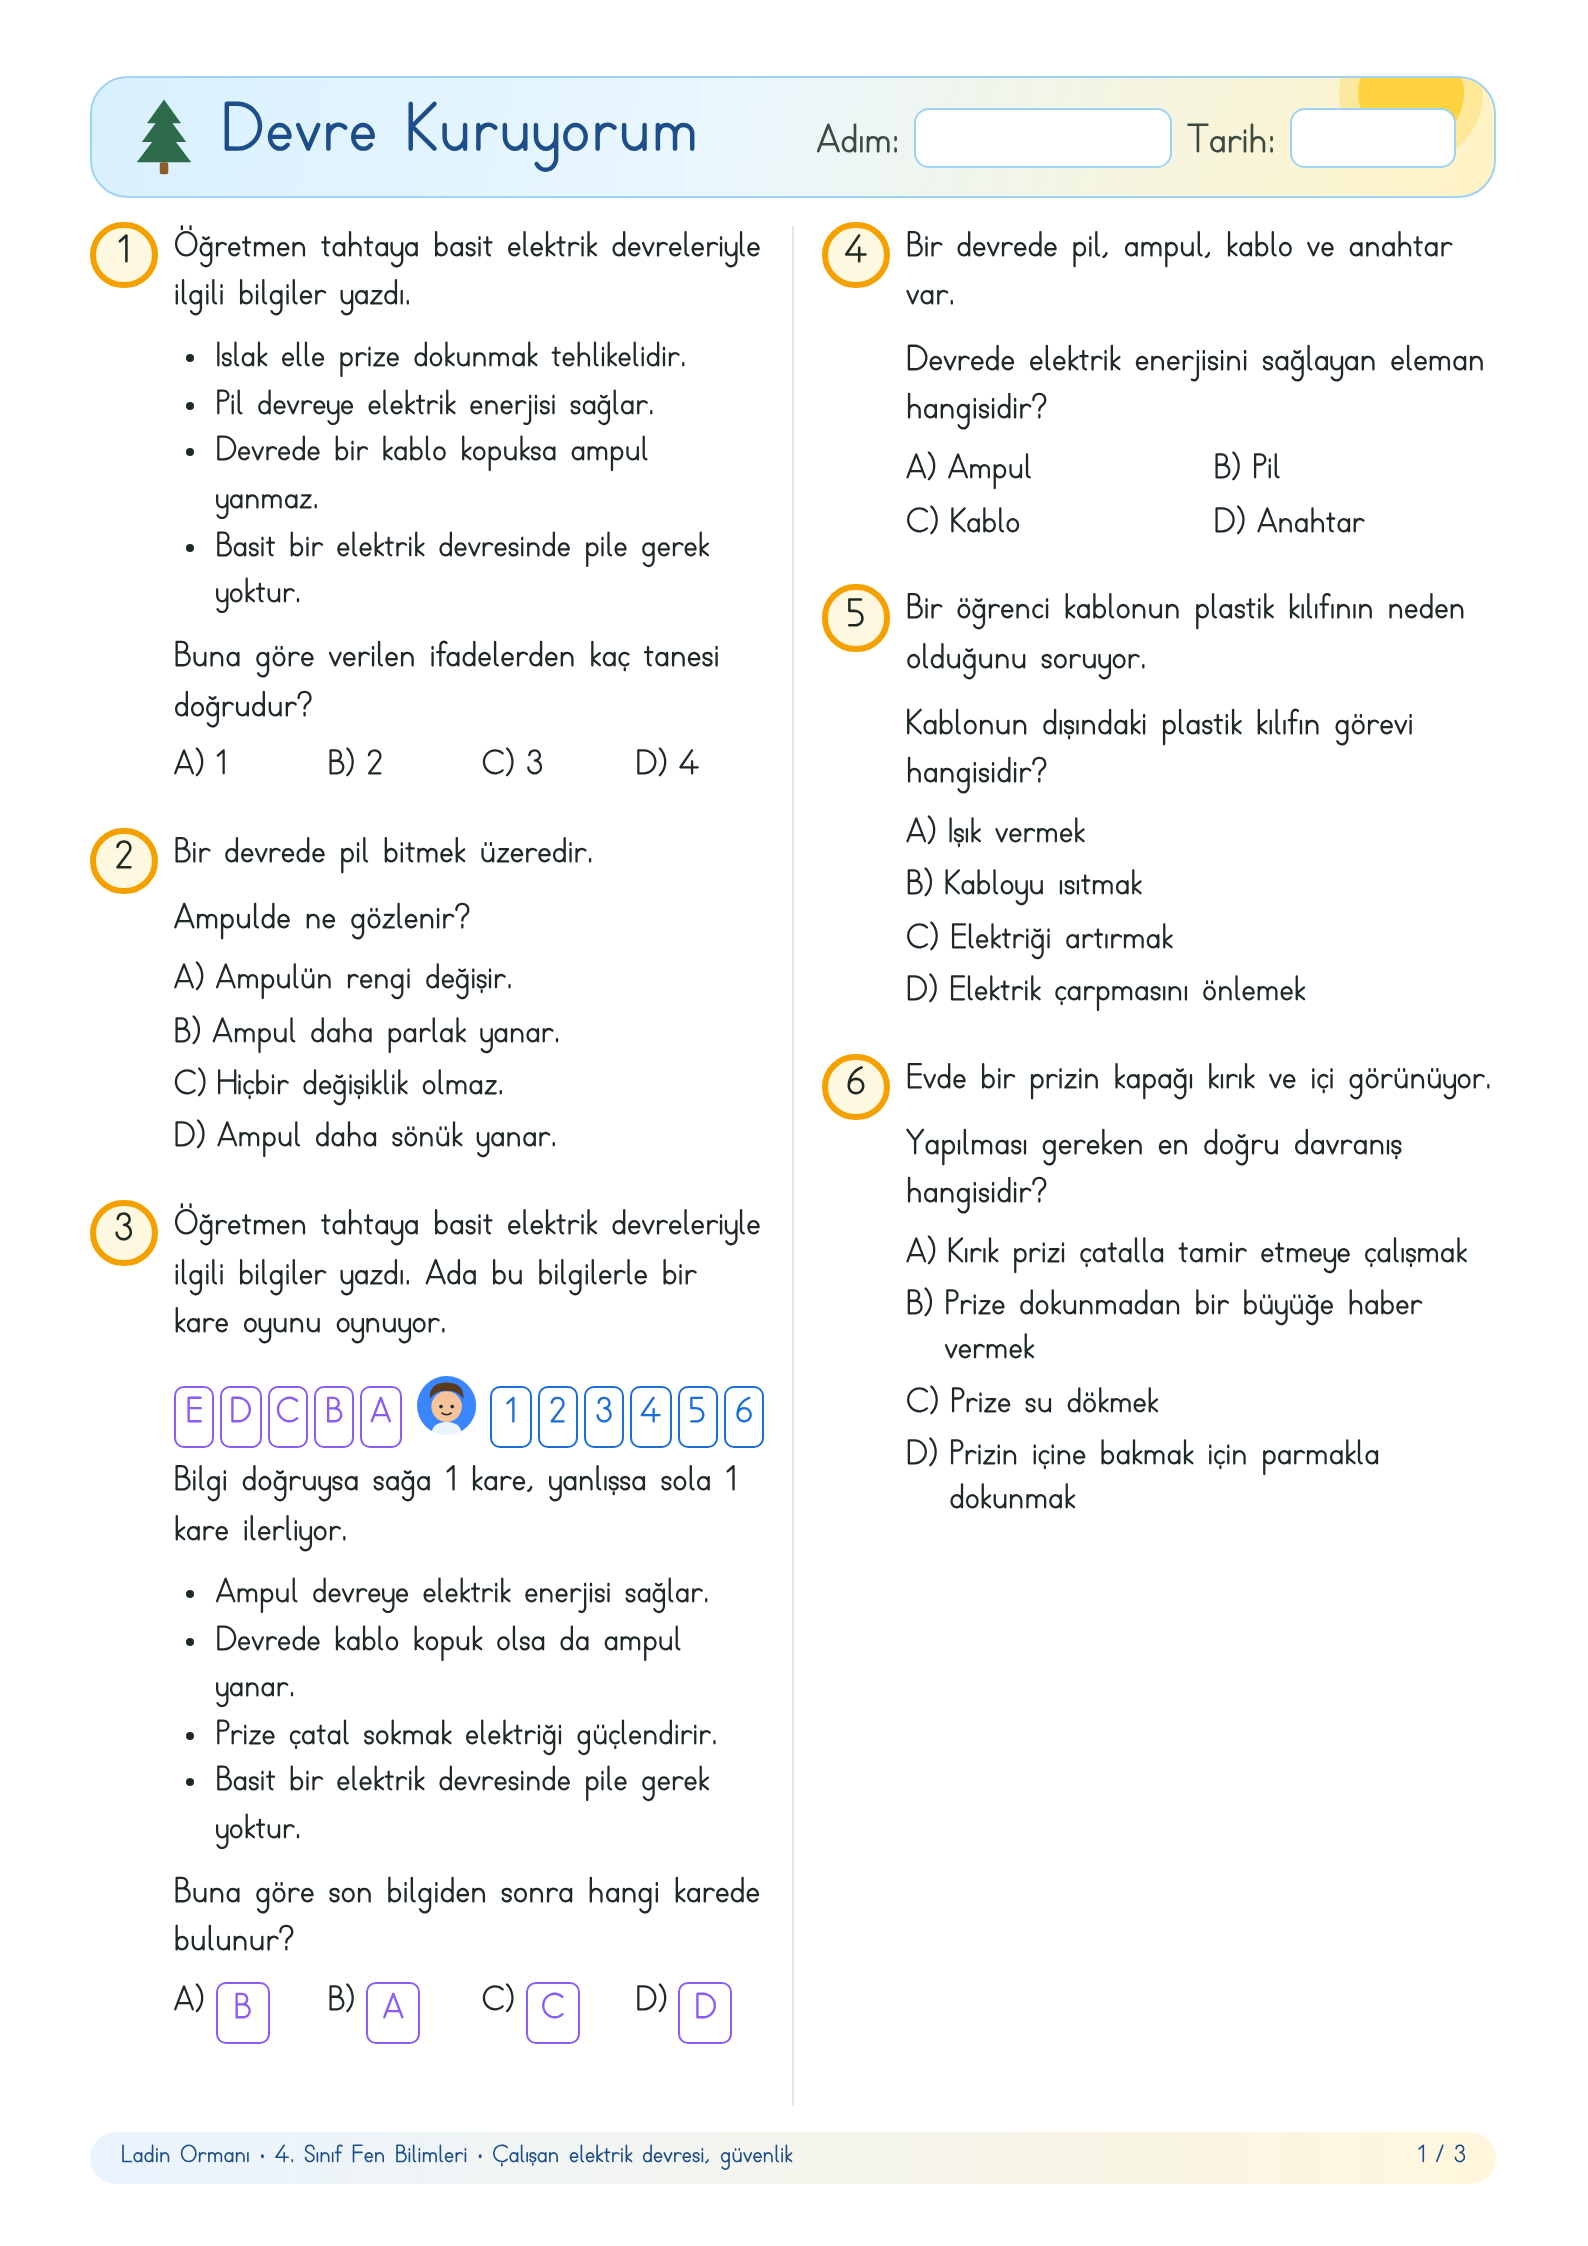 Devre Kuruyorum
Adım:
Tarih:
1
Öğretmen tahtaya basit elektrik devreleriyle
ilgili bilgiler yazdı.
• Islak elle prize dokunmak tehlikelidir.
• Pil devreye elektrik enerjisi sağlar.
• Devrede bir kablo kopuksa ampul
yanmaz.
• Basit bir elektrik devresinde pile gerek
yoktur.
Buna göre verilen ifadelerden kaç tanesi
doğrudur?
A) 1 B) 2 C) 3 D) 4
2
Bir devrede pil bitmek üzeredir.
Ampulde ne gözlenir?
A) Ampulün rengi değişir.
B) Ampul daha parlak yanar.
C) Hiçbir değişiklik olmaz.
D) Ampul daha sönük yanar.
3
Öğretmen tahtaya basit elektrik devreleriyle
ilgili bilgiler yazdı. Ada bu bilgilerle bir
kare oyunu oynuyor.
E D C B A 1 2 3 4 5 6
Bilgi doğruysa sağa 1 kare, yanlışsa sola 1
kare ilerliyor.
• Ampul devreye elektrik enerjisi sağlar.
• Devrede kablo kopuk olsa da ampul
yanar.
• Prize çatal sokmak elektriği güçlendirir.
• Basit bir elektrik devresinde pile gerek
yoktur.
Buna göre son bilgiden sonra hangi karede
bulunur?
A) B B) A C) C D) D
4
Bir devrede pil, ampul, kablo ve anahtar
var.
Devrede elektrik enerjisini sağlayan eleman
hangisidir?
A) Ampul B) Pil
C) Kablo D) Anahtar
5
Bir öğrenci kablonun plastik kılıfının neden
olduğunu soruyor.
Kablonun dışındaki plastik kılıfın görevi
hangisidir?
A) Işık vermek
B) Kabloyu ısıtmak
C) Elektriği artırmak
D) Elektrik çarpmasını önlemek
6
Evde bir prizin kapağı kırık ve içi görünüyor.
Yapılması gereken en doğru davranış
hangisidir?
A) Kırık prizi çatalla tamir etmeye çalışmak
B) Prize dokunmadan bir büyüğe haber
vermek
C) Prize su dökmek
D) Prizin içine bakmak için parmakla
dokunmak
Ladin Ormanı • 4. Sınıf Fen Bilimleri • Çalışan elektrik devresi, güvenlik
1 / 3